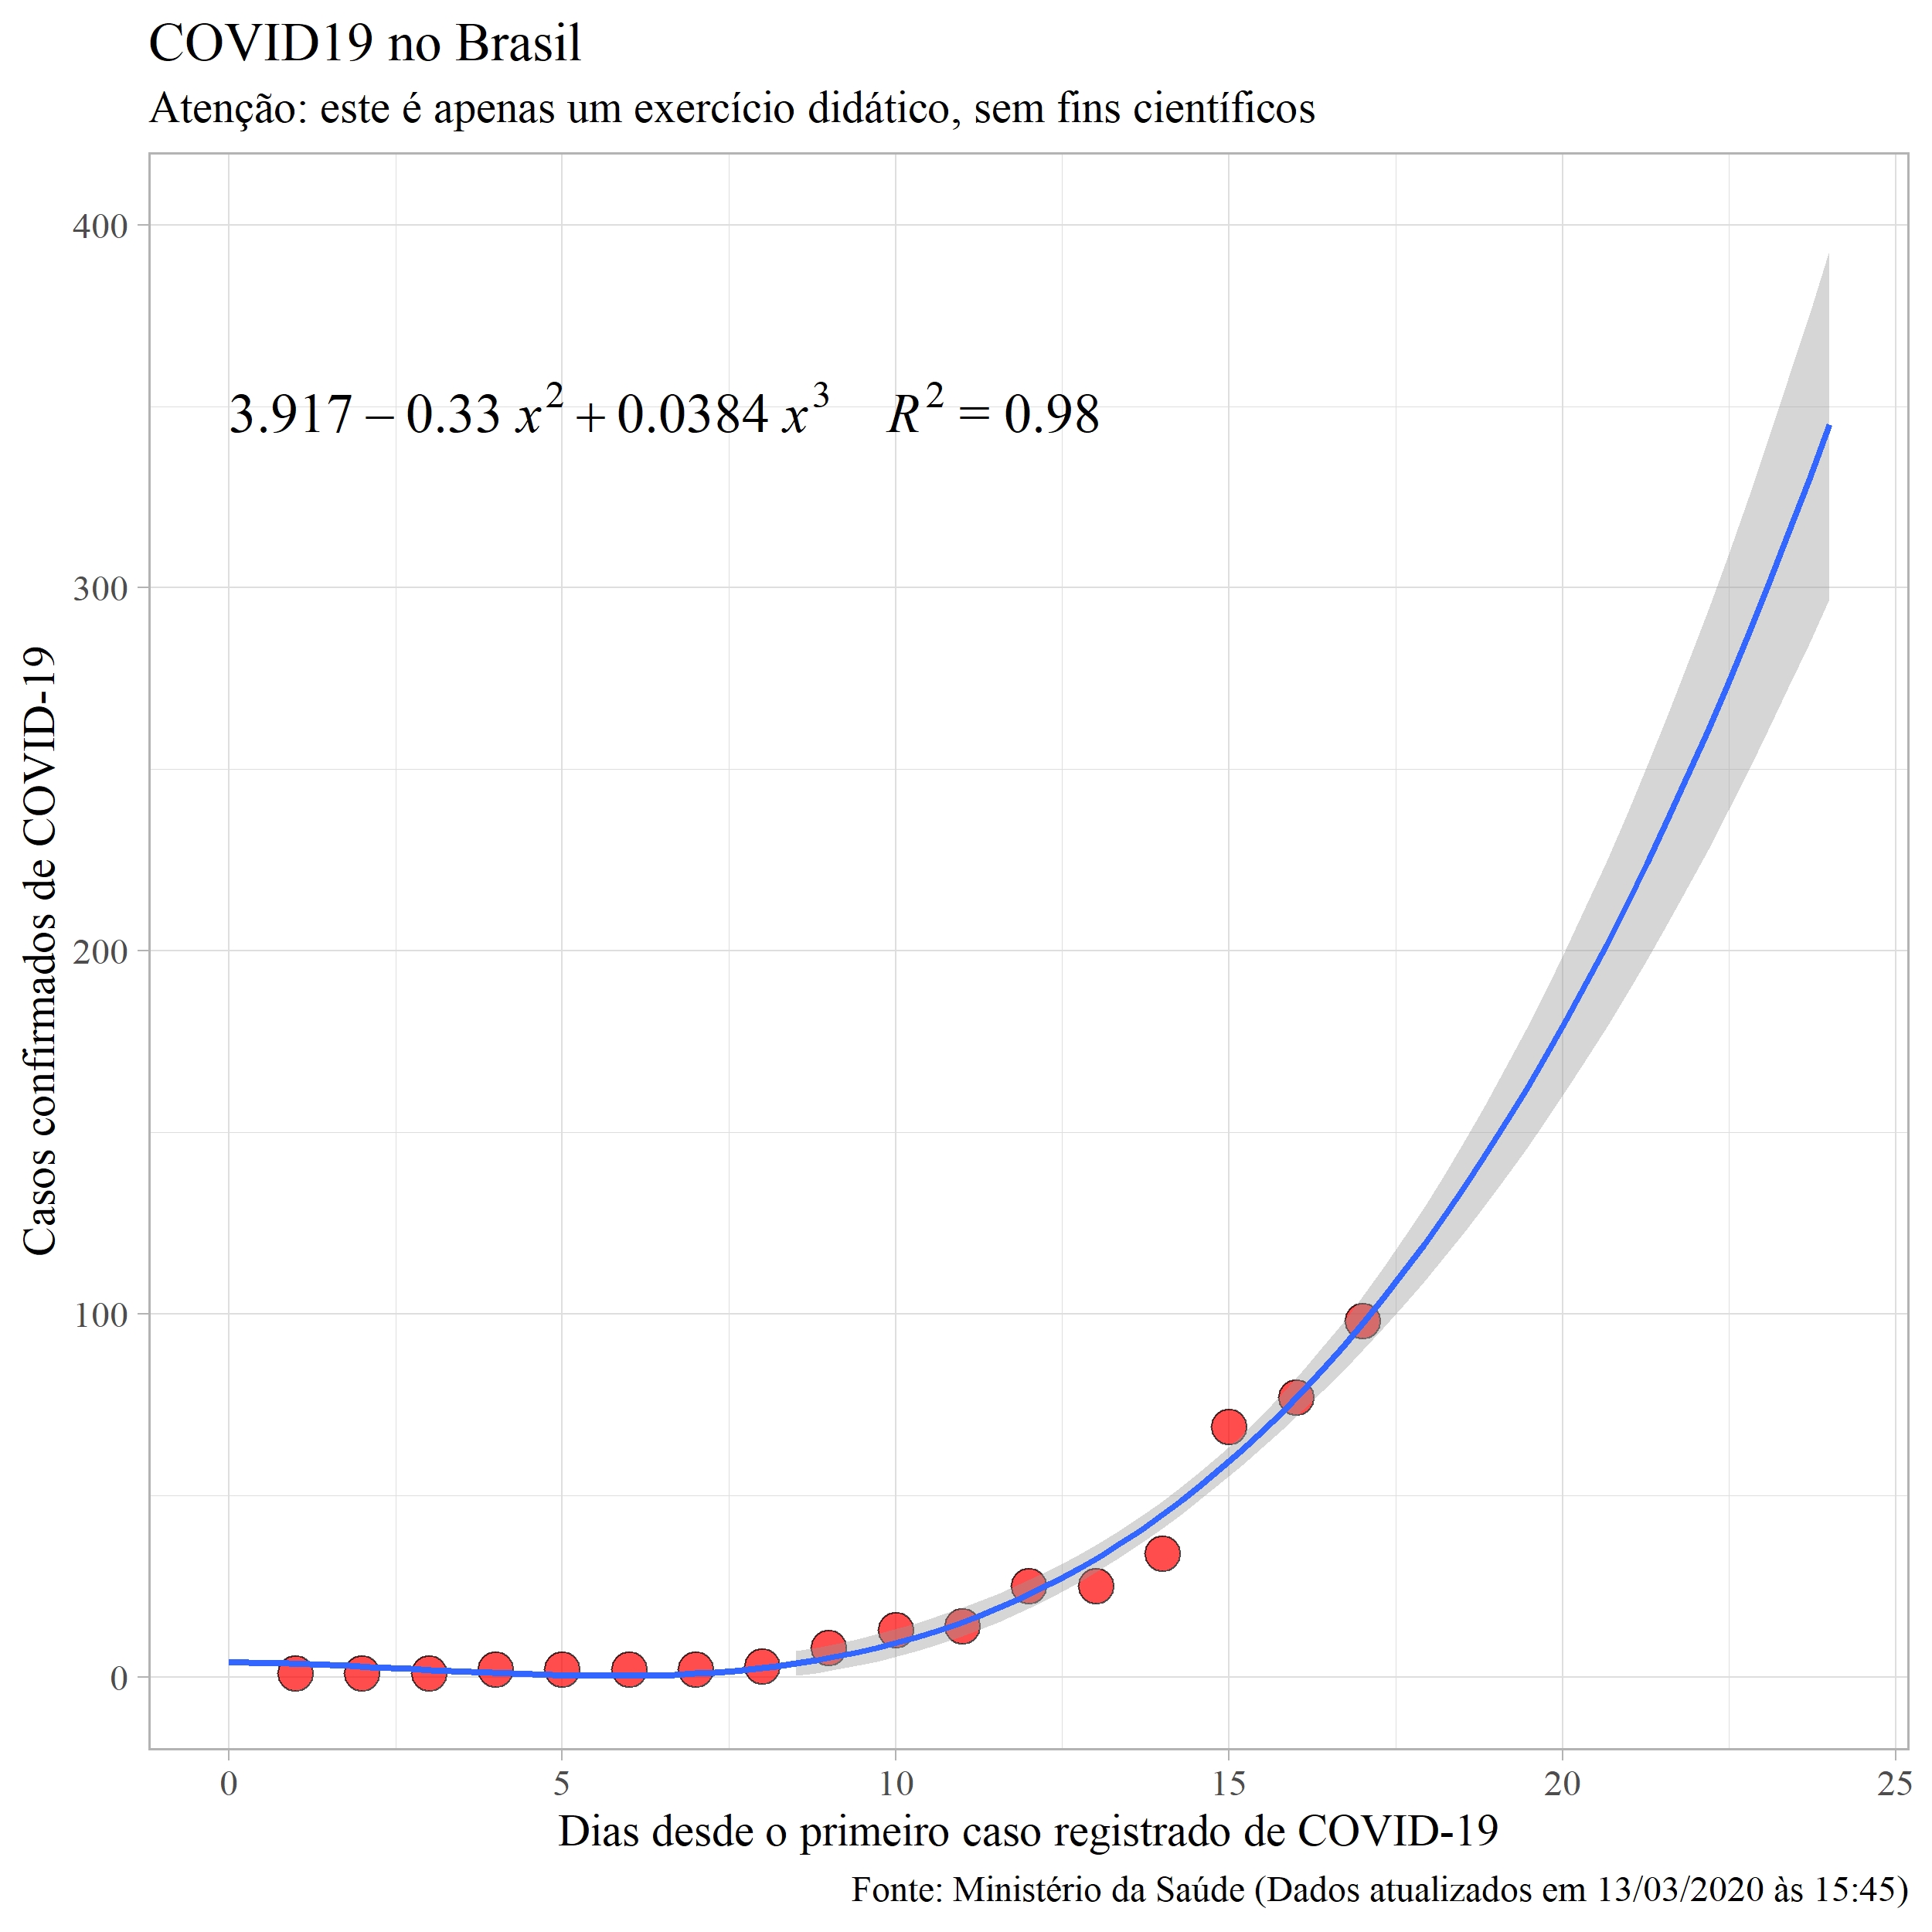 COVID19 no Brasil
Atenção: este é apenas um exercício didático, sem fins científicos
400
300
200
100
0
Casos confirmados de COVID-19
3.917 − 0.33 x² + 0.0384 x³ R² = 0.98
0 5 10 15 20 25
Dias desde o primeiro caso registrado de COVID-19
Fonte: Ministério da Saúde (Dados atualizados em 13/03/2020 às 15:45)